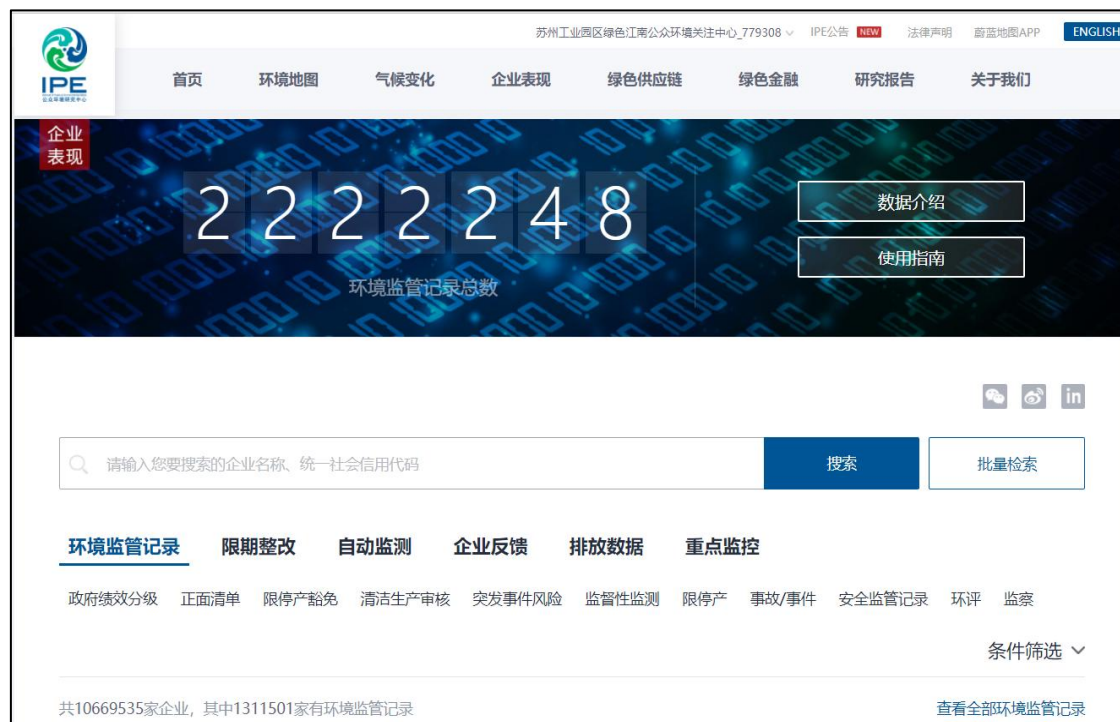 苏州工业园区绿色江南公众环境关注中心_779308 IPE公告 NEW 法律声明 蔚蓝地图APP ENGLISH
IPE
公众环境研究中心
首页 环境地图 气候变化 企业表现 绿色供应链 绿色金融 研究报告 关于我们
企业
表现
2222248
环境监管记录总数
数据介绍
使用指南
in
请输入您要搜索的企业名称、统一社会信用代码 搜索 批量检索
环境监管记录 限期整改 自动监测 企业反馈 排放数据 重点监控
政府绩效分级 正面清单 限停产豁免 清洁生产审核 突发事件风险 监督性监测 限停产 事故/事件 安全监管记录 环评 监察
条件筛选
共10669535家企业，其中1311501家有环境监管记录 查看全部环境监管记录